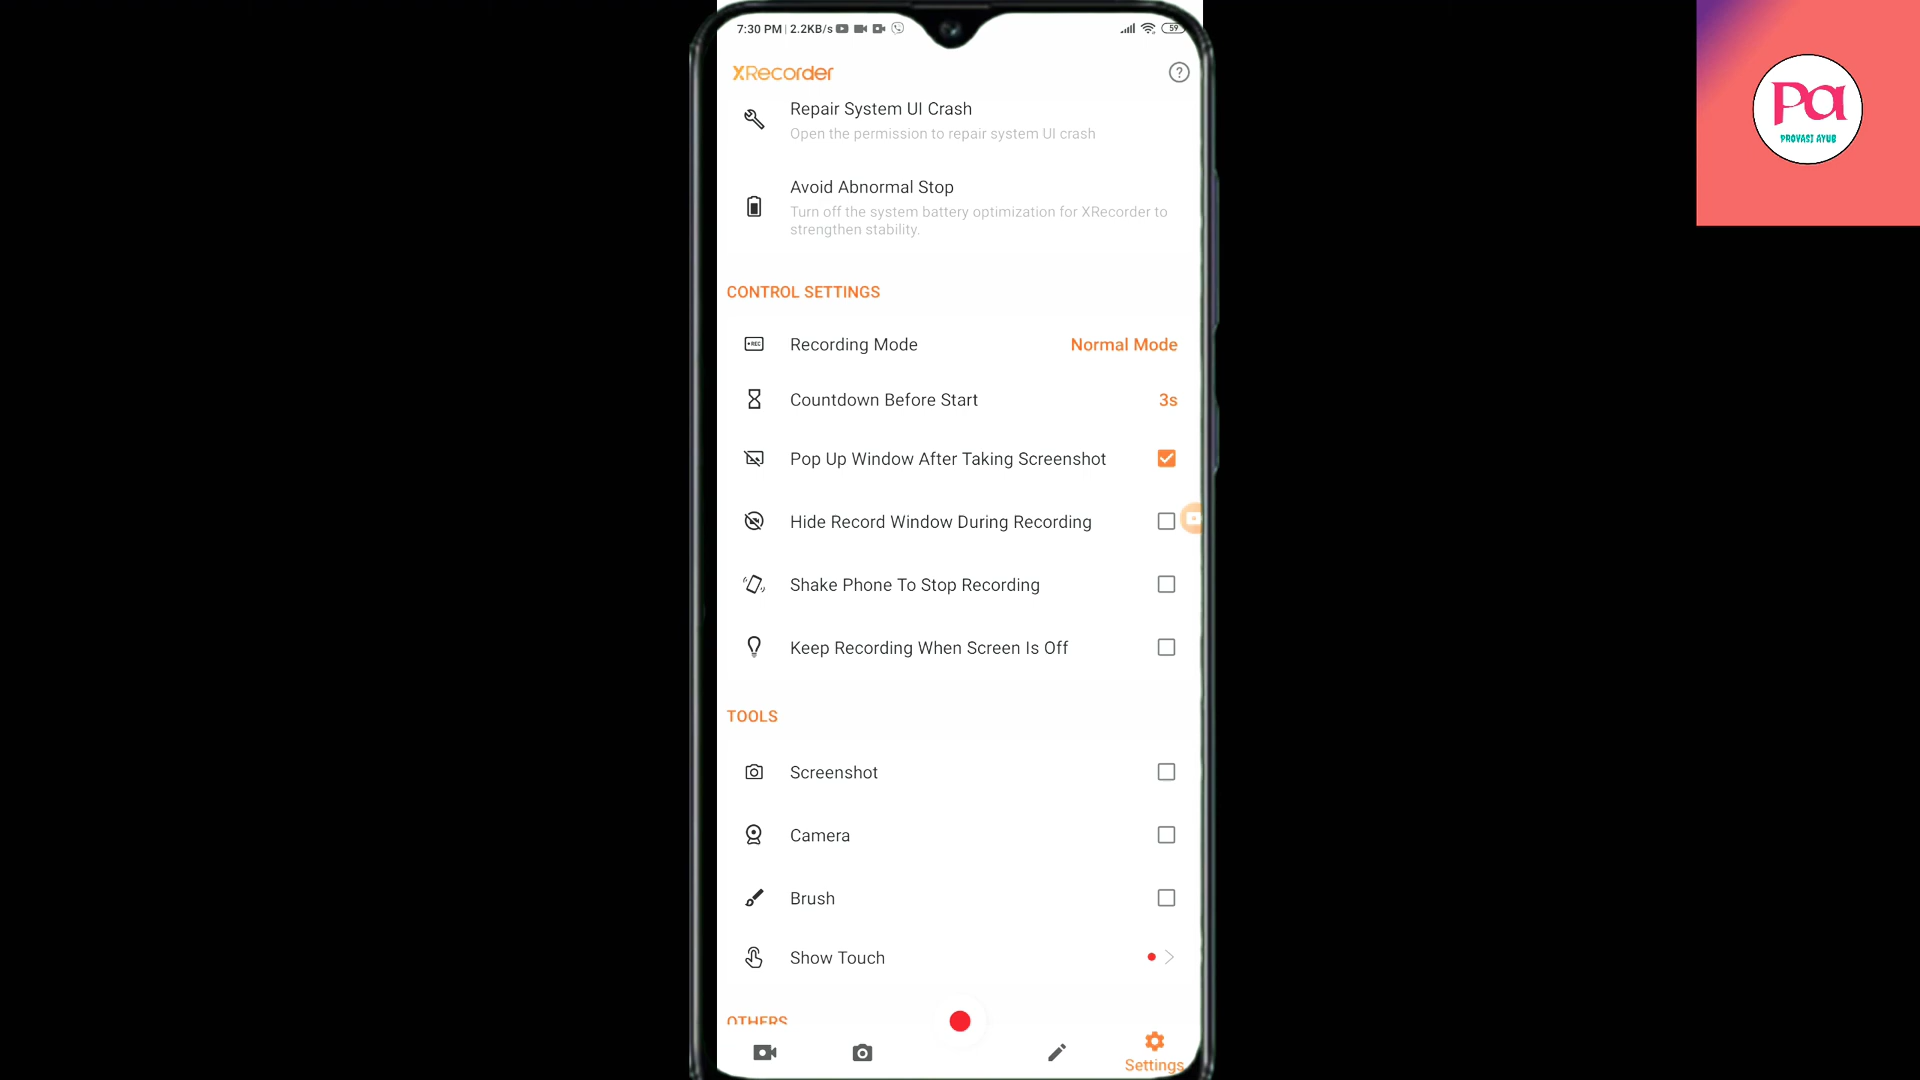 7:30 PM | 2.2KB/s
59
XRecorder
Repair System UI Crash
Open the permission to repair system UI crash
Avoid Abnormal Stop
Turn off the system battery optimization for XRecorder to
strengthen stability.
CONTROL SETTINGS
Recording Mode
Normal Mode
Countdown Before Start
3s
Pop Up Window After Taking Screenshot
Hide Record Window During Recording
Shake Phone To Stop Recording
Keep Recording When Screen Is Off
TOOLS
Screenshot
Camera
Brush
Show Touch
OTHERS
Settings
Pa
PROVASI AYUB